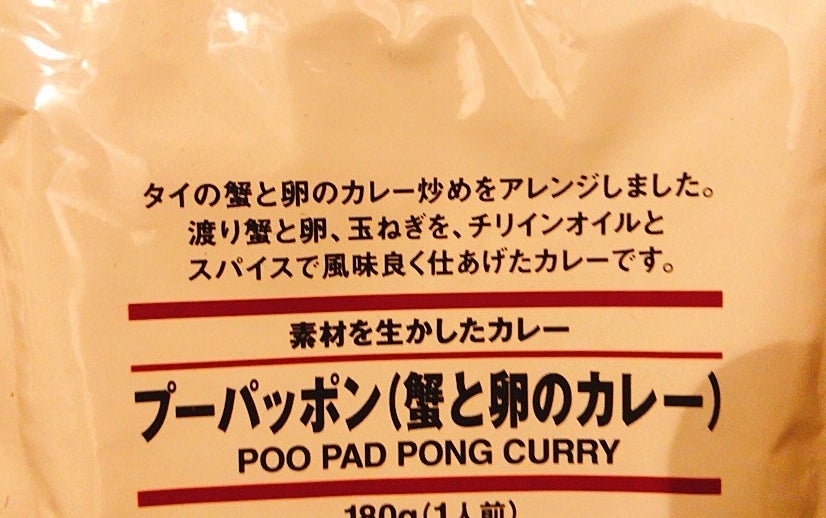 タイの蟹と卵のカレー炒めをアレンジしました。
渡り蟹と卵、玉ねぎを、チリインオイルと
スパイスで風味良く仕あげたカレーです。
素材を生かしたカレー
プーパッポン(蟹と卵のカレー)
POO PAD PONG CURRY
180g(1人前)